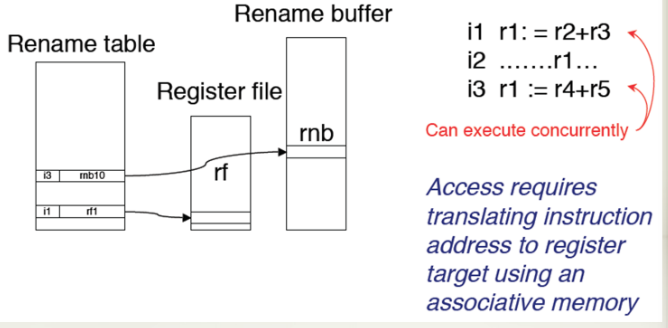 Rename buffer
Rename table
Register file
rnb
rf
i3 rnb10
i1 rf1
i1 r1: = r2+r3
i2 .......r1...
i3 r1 := r4+r5
Can execute concurrently
Access requires
translating instruction
address to register
target using an
associative memory